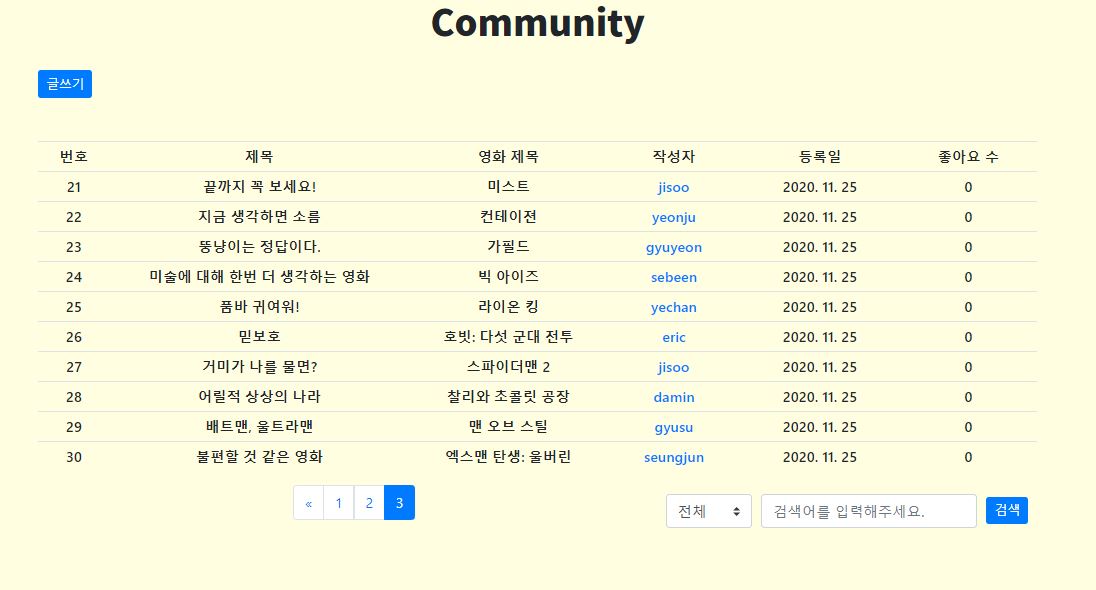 Community
글쓰기
번호 제목 영화 제목 작성자 등록일 좋아요 수
21 끝까지 꼭 보세요! 미스트 jisoo 2020. 11. 25 0
22 지금 생각하면 소름 컨테이젼 yeonju 2020. 11. 25 0
23 뚱냥이는 정답이다. 가필드 gyuyeon 2020. 11. 25 0
24 미술에 대해 한번 더 생각하는 영화 빅 아이즈 sebeen 2020. 11. 25 0
25 품바 귀여워! 라이온 킹 yechan 2020. 11. 25 0
26 믿보호 호빗: 다섯 군대 전투 eric 2020. 11. 25 0
27 거미가 나를 물면? 스파이더맨 2 jisoo 2020. 11. 25 0
28 어릴적 상상의 나라 찰리와 초콜릿 공장 damin 2020. 11. 25 0
29 배트맨, 울트라맨 맨 오브 스틸 gyusu 2020. 11. 25 0
30 불편할 것 같은 영화 엑스맨 탄생: 울버린 seungjun 2020. 11. 25 0
« 1 2 3
전체 검색어를 입력해주세요. 검색